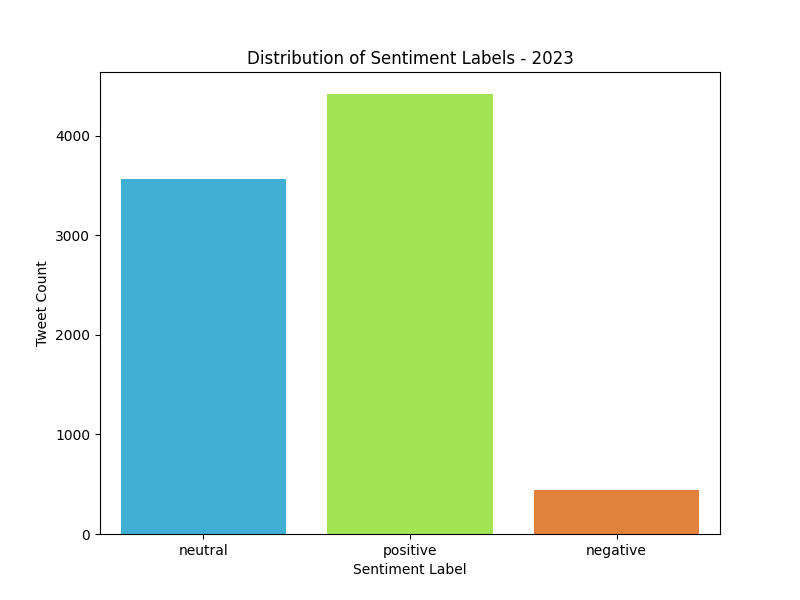 Distribution of Sentiment Labels - 2023
Tweet Count
4000
3000
2000
1000
0
neutral positive negative
Sentiment Label